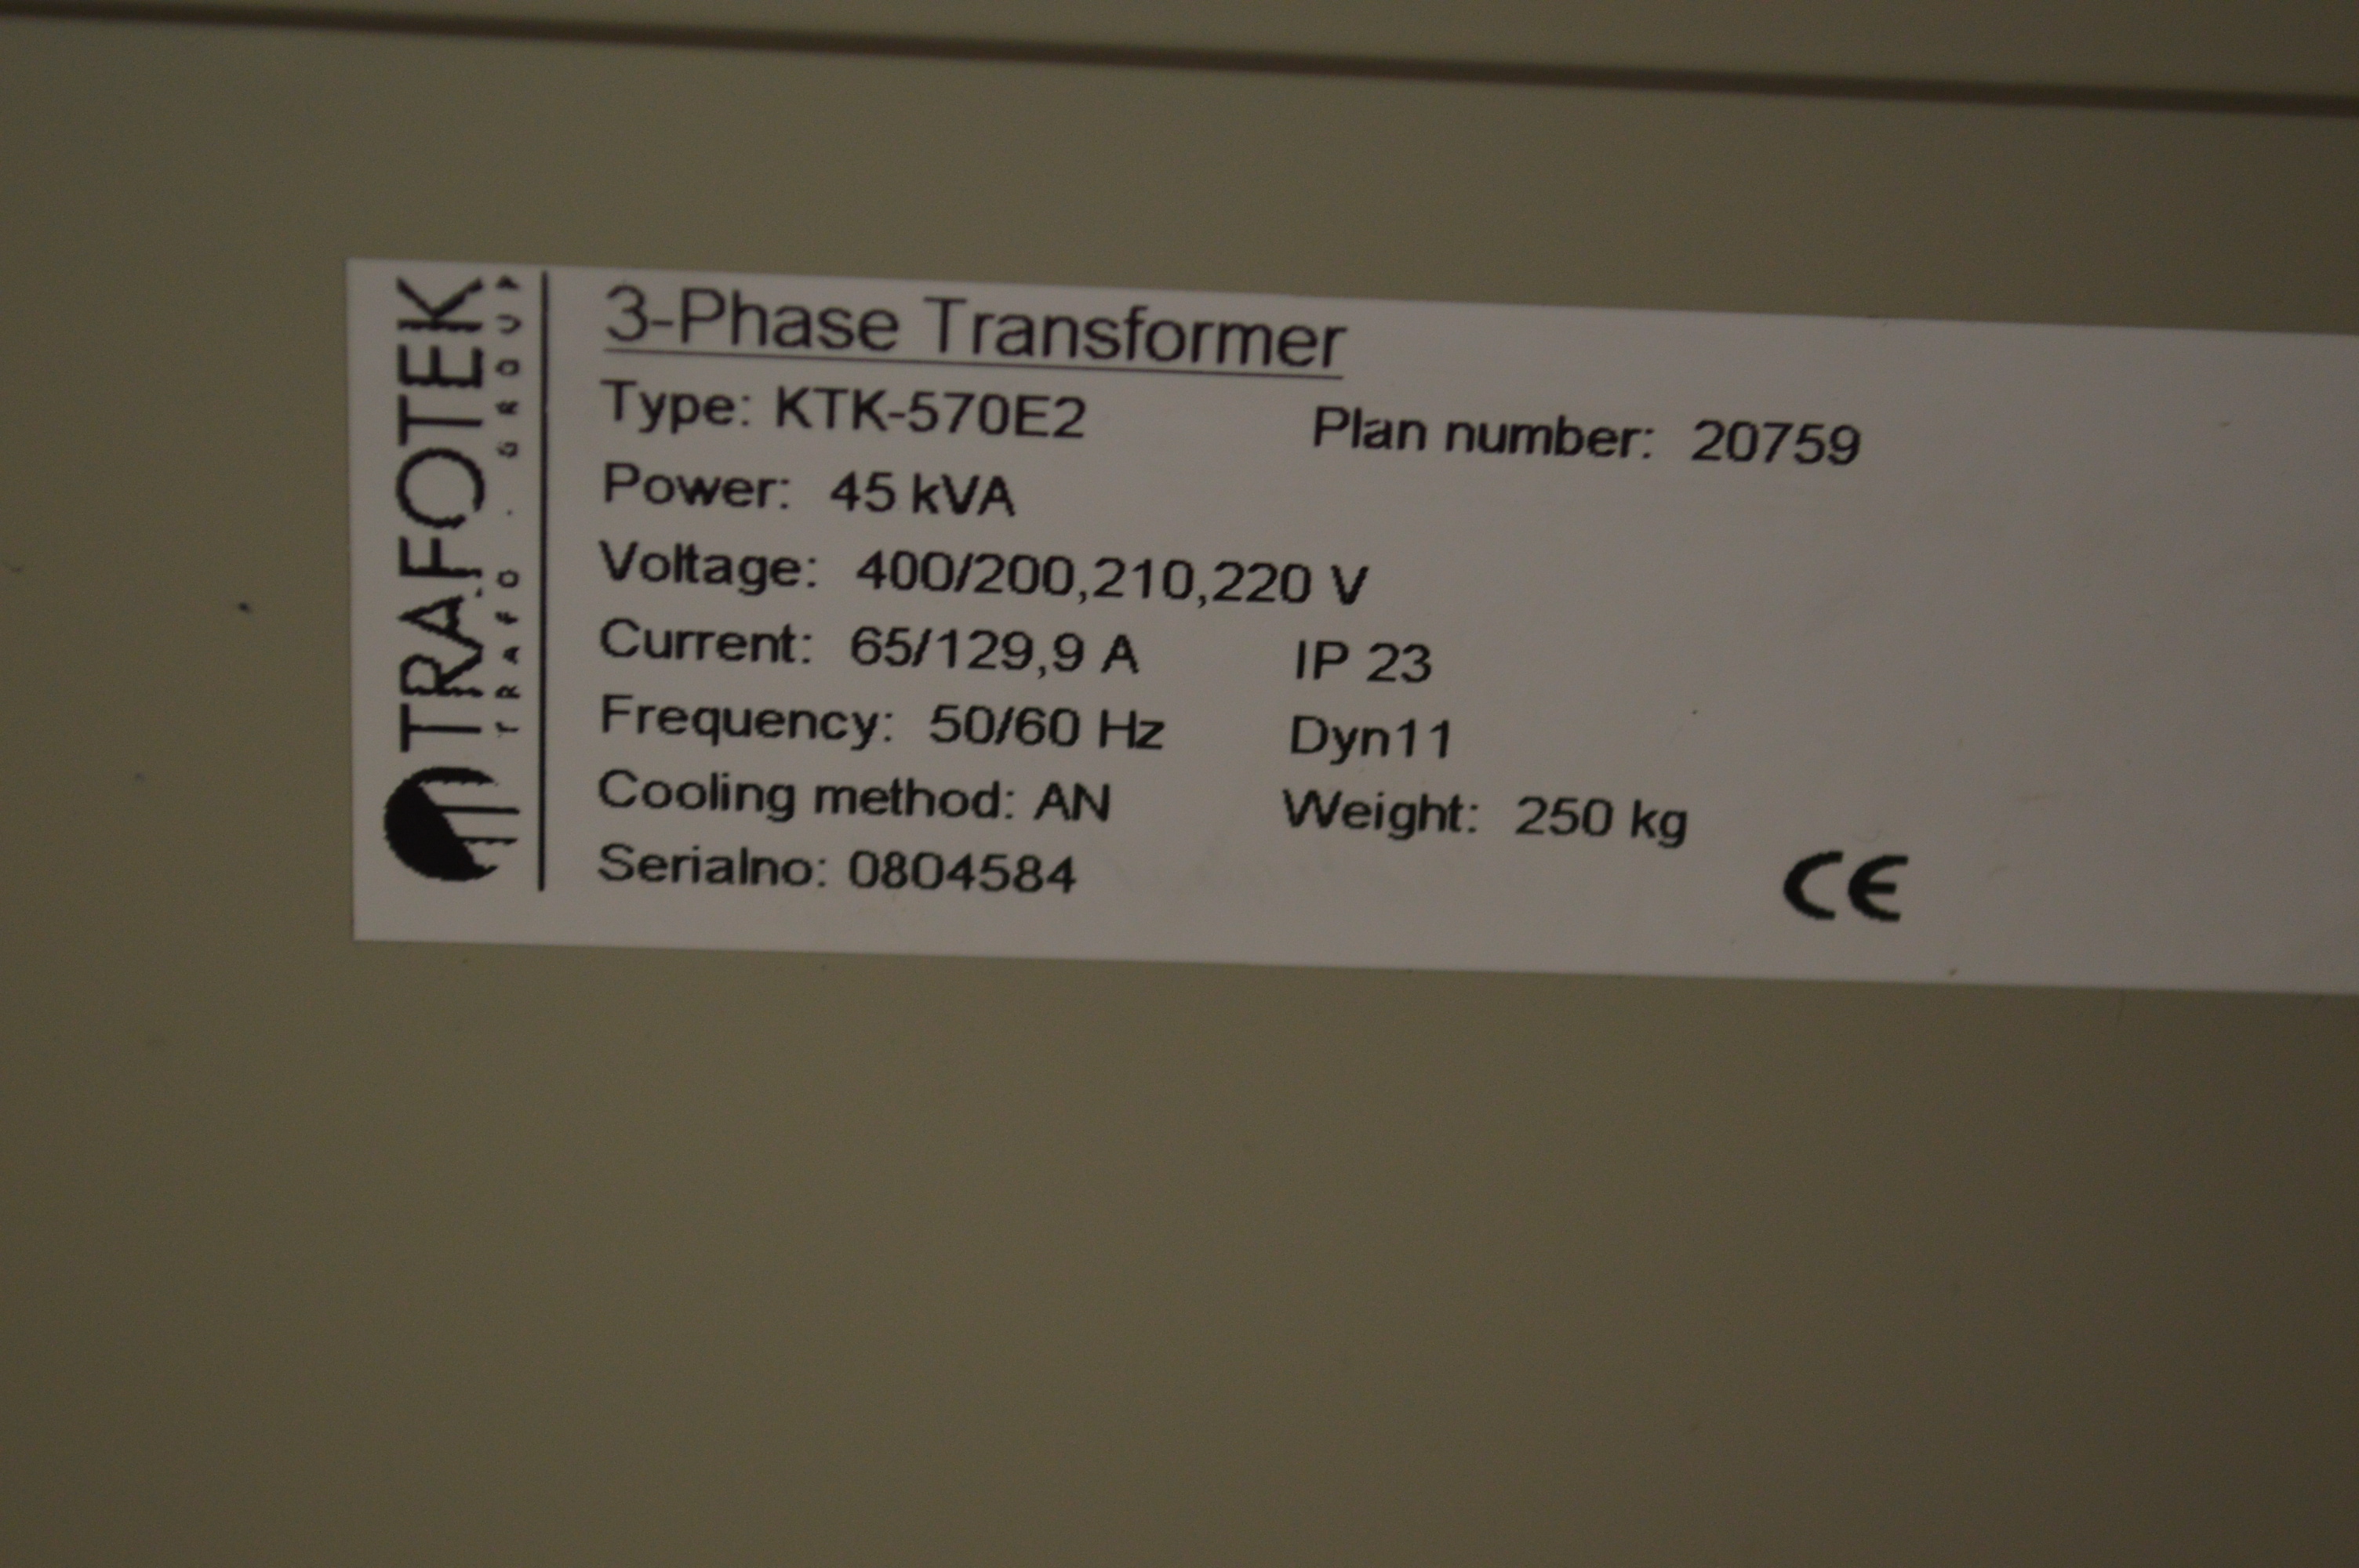 TRAFOTEK
TRAFO.GROUP
3-Phase Transformer
Type: KTK-570E2 Plan number: 20759
Power: 45 kVA
Voltage: 400/200,210,220 V
Current: 65/129,9 A IP 23
Frequency: 50/60 Hz Dyn11
Cooling method: AN Weight: 250 kg
Serialno: 0804584
CE